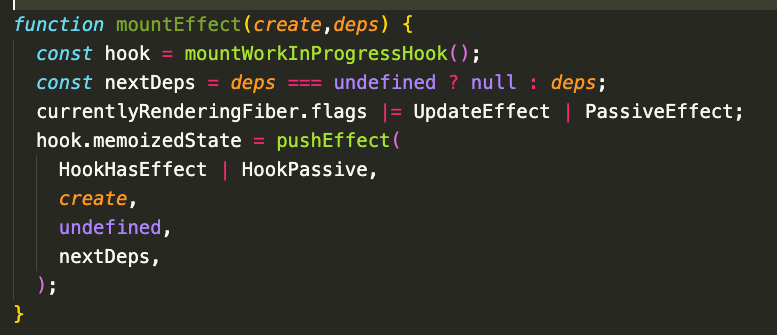 function mountEffect(create,deps) {
const hook = mountWorkInProgressHook();
const nextDeps = deps === undefined ? null : deps;
currentlyRenderingFiber.flags |= UpdateEffect | PassiveEffect;
hook.memoizedState = pushEffect(
HookHasEffect | HookPassive,
create,
undefined,
nextDeps,
);
}